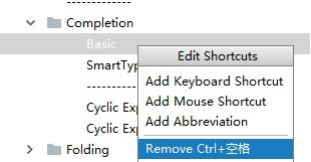 -------------
Completion
Basic
Edit Shortcuts
SmartTyp
Add Keyboard Shortcut
Add Mouse Shortcut
-------------
Add Abbreviation
Cyclic Exp
Cyclic Ex
Remove Ctrl+空格
Folding